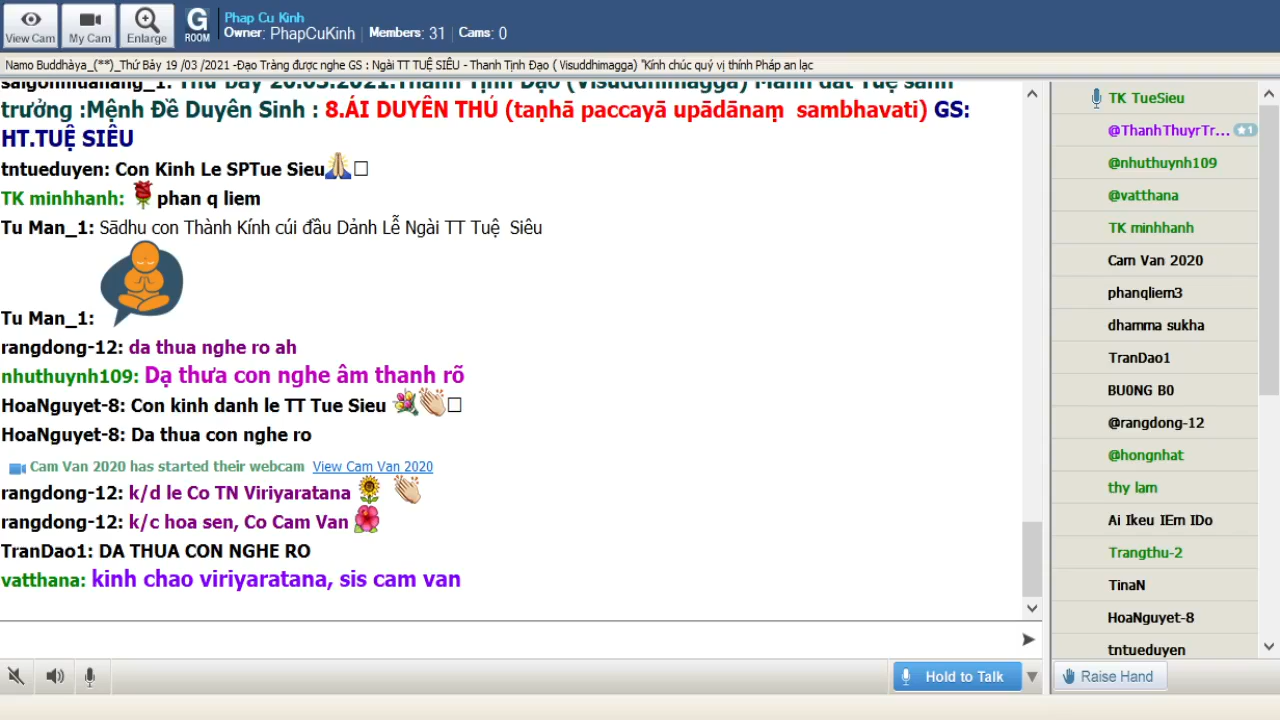 View Cam
My Cam
Enlarge
G
ROOM
Phap Cu Kinh
Owner: PhapCuKinh Members: 31 Cams: 0
Namo Buddhàya_(**)_Thứ Bảy 19 /03 /2021 -Đạo Tràng được nghe GS : Ngài TT TUỆ SIÊU - Thanh Tịnh Đạo ( Visuddhimagga) "Kính chúc quý vị thính Pháp an lạc
trưởng :Mệnh Đề Duyên Sinh : 8.ÁI DUYÊN THỦ (taṇhā paccayā upādānaṃ sambhavati) GS:
HT.TUỆ SIÊU
tntueduyen: Con Kinh Le SPTue Sieu
TK minhhanh: phan q liem
Tu Man_1: Sādhu con Thành Kính cúi đầu Dảnh Lễ Ngài TT Tuệ Siêu
Tu Man_1:
rangdong-12: da thua nghe ro ah
nhuthuynh109: Dạ thưa con nghe âm thanh rõ
HoaNguyet-8: Con kinh danh le TT Tue Sieu
HoaNguyet-8: Da thua con nghe ro
Cam Van 2020 has started their webcam View Cam Van 2020
rangdong-12: k/d le Co TN Viriyaratana
rangdong-12: k/c hoa sen, Co Cam Van
TranDao1: DA THUA CON NGHE RO
vatthana: kinh chao viriyaratana, sis cam van
Hold to Talk
TK TueSieu
@ThanhThuyrTr... 1
@nhuthuynh109
@vatthana
TK minhhanh
Cam Van 2020
phanqliem3
dhamma sukha
TranDao1
BU0NG B0
@rangdong-12
@hongnhat
thy lam
Ai Ikeu IEm IDo
Trangthu-2
TinaN
HoaNguyet-8
tntueduyen
Raise Hand